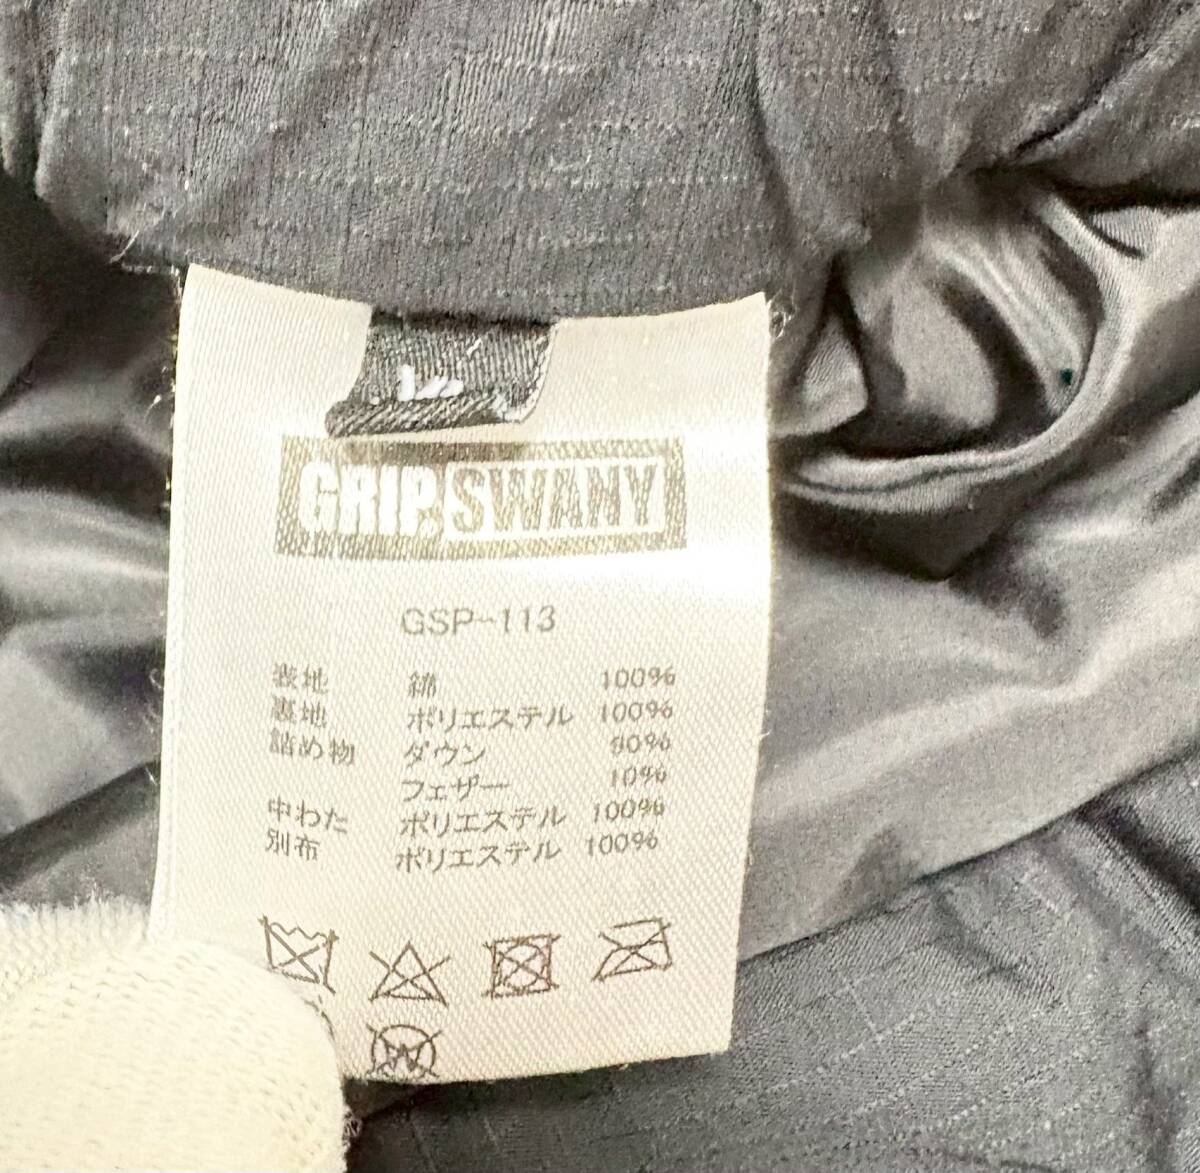 GRIP SWANY
GSP-113
表地 綿 100%
裏地 ポリエステル 100%
詰め物 ダウン 90%
フェザー 10%
中わた ポリエステル 100%
別布 ポリエステル 100%
W